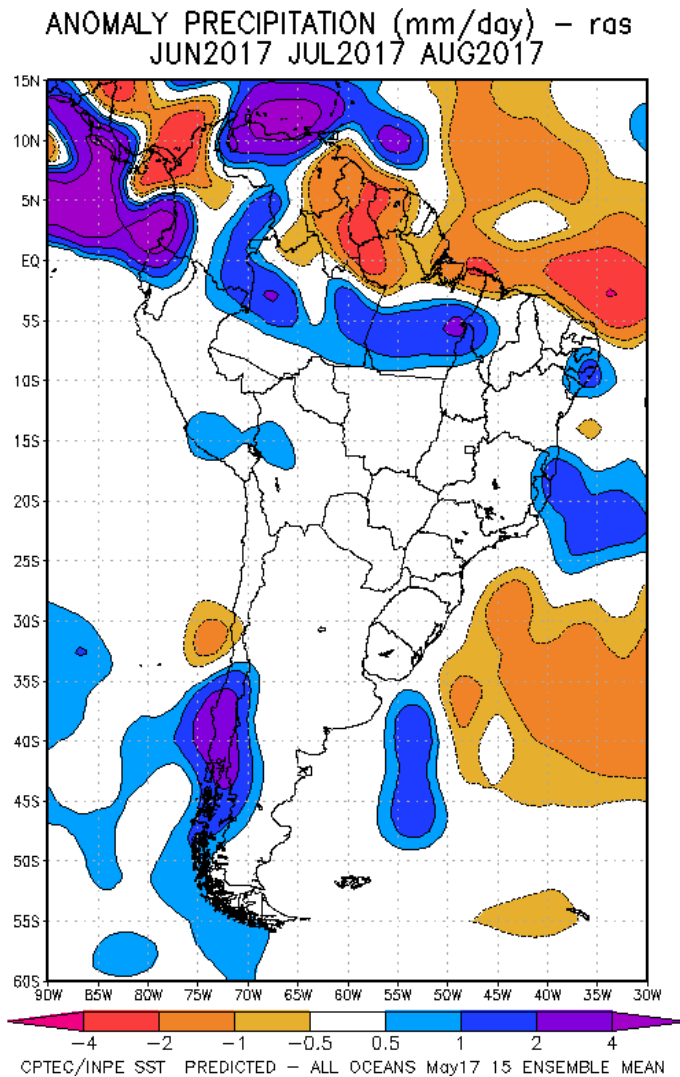 ANOMALY PRECIPITATION (mm/day) – ras
JUN2017 JUL2017 AUG2017
15N
10N
5N
EQ
5S
10S
15S
20S
25S
30S
35S
40S
45S
50S
55S
60S
90W 85W 80W 75W 70W 65W 60W 55W 50W 45W 40W 35W 30W
−4 −2 −1 −0.5 0.5 1 2 4
CPTEC/INPE SST PREDICTED – ALL OCEANS May17 15 ENSEMBLE MEAN